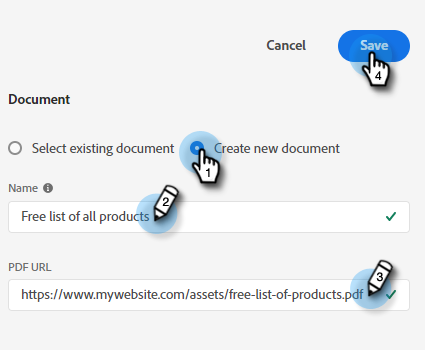 Cancel Save
4
Document
Select existing document Create new document
1
Name
2
Free list of all products
PDF URL
3
https://www.mywebsite.com/assets/free-list-of-products.pdf